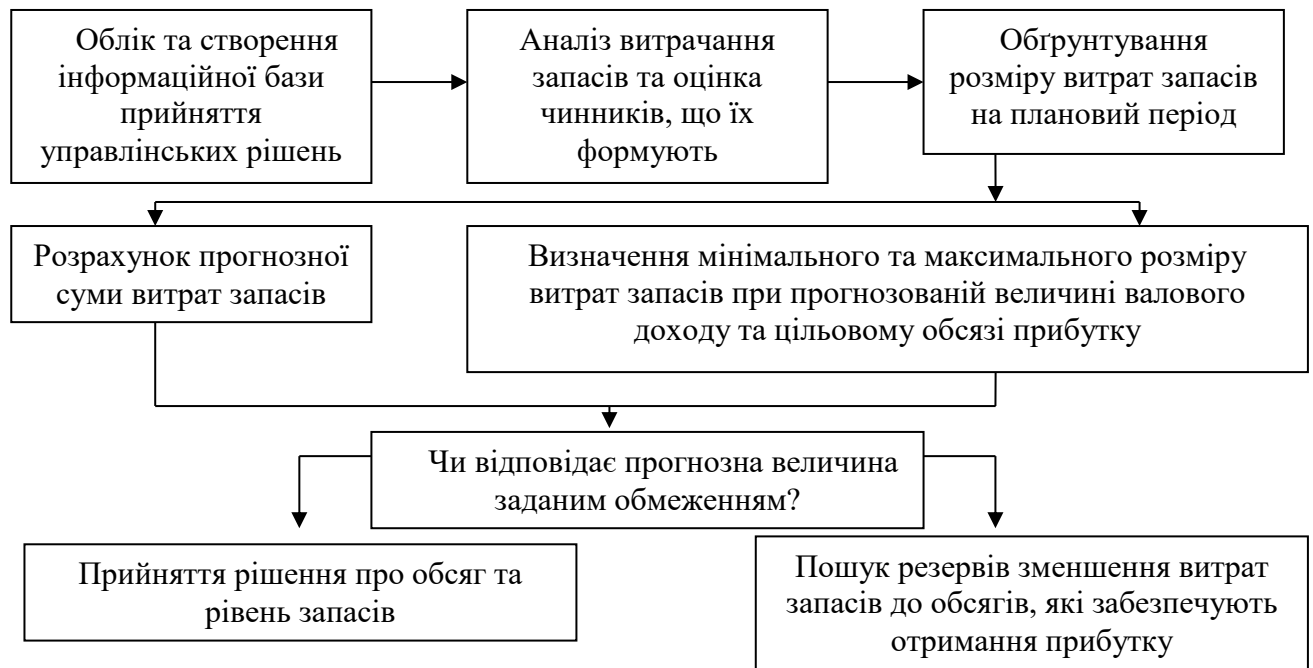 Облік та створення
інформаційної бази
прийняття
управлінських рішень
Аналіз витрачання
запасів та оцінка
чинників, що їх
формують
Обґрунтування
розміру витрат запасів
на плановий період
Розрахунок прогнозної
суми витрат запасів
Визначення мінімального та максимального розміру
витрат запасів при прогнозованій величині валового
доходу та цільовому обсязі прибутку
Чи відповідає прогнозна величина
заданим обмеженням?
Прийняття рішення про обсяг та
рівень запасів
Пошук резервів зменшення витрат
запасів до обсягів, які забезпечують
отримання прибутку